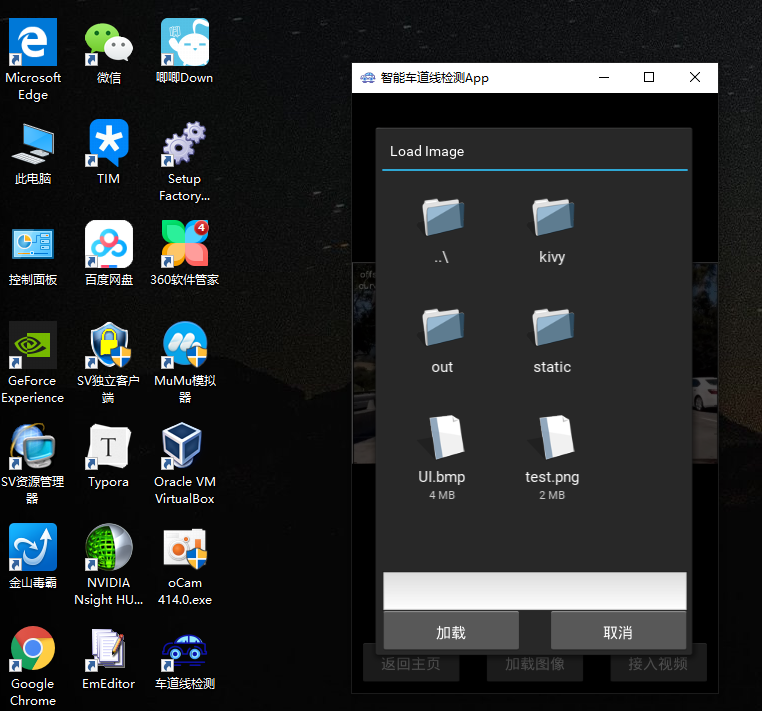 Microsoft
Edge
微信
唧唧Down
此电脑
TIM
Setup
Factory...
控制面板
百度网盘
4
360软件管家
GeForce
Experience
SV独立客户
端
MuMu模拟
器
SV资源管理
器
T
Typora
Oracle VM
VirtualBox
金山毒霸
NVIDIA
Nsight HU...
oCam
414.0.exe
Google
Chrome
EmEditor
车道线检测
智能车道线检测App
Load Image
..\
kivy
out
static
UI.bmp
4 MB
test.png
2 MB
加载
取消
返回主页
加载图像
接入视频